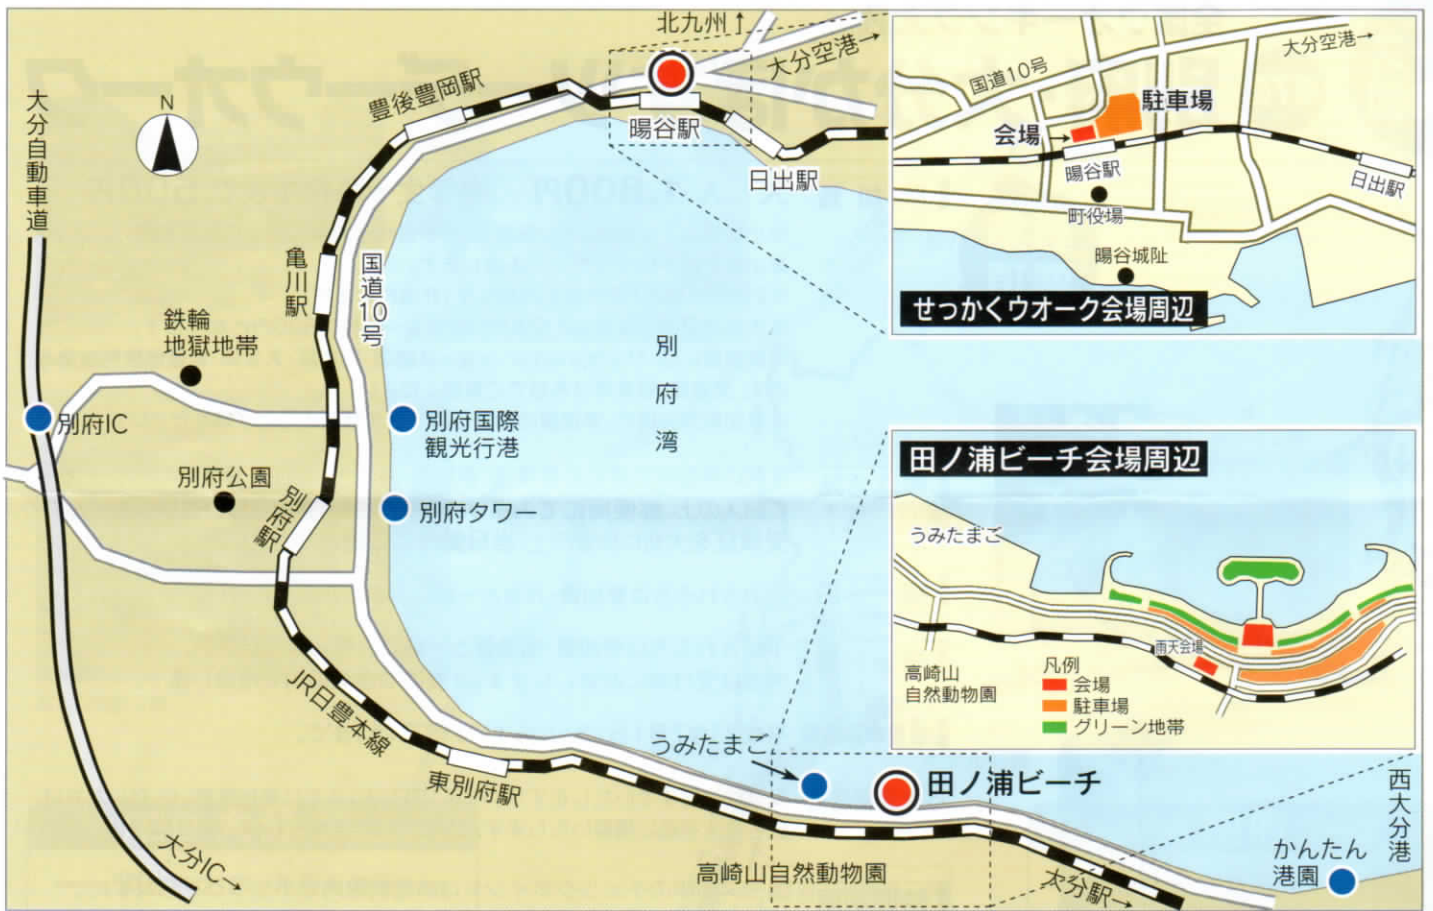 北九州↑
大分空港→
豊後豊岡駅
大分自動車道
N
暘谷駅
日出駅
亀川駅
国道10号
鉄輪
地獄地帯
別府湾
別府IC
別府国際
観光行港
別府公園
別府駅
別府タワー
JR日豊本線
東別府駅
うみたまご
田ノ浦ビーチ
高崎山自然動物園
大分IC→
大分駅→
かんたん
港園
西大分港
国道10号
大分空港→
駐車場
会場→
暘谷駅
日出駅
町役場
暘谷城址
せっかくウオーク会場周辺
田ノ浦ビーチ会場周辺
うみたまご
雨天会場
高崎山
自然動物園
凡例
会場
駐車場
グリーン地帯